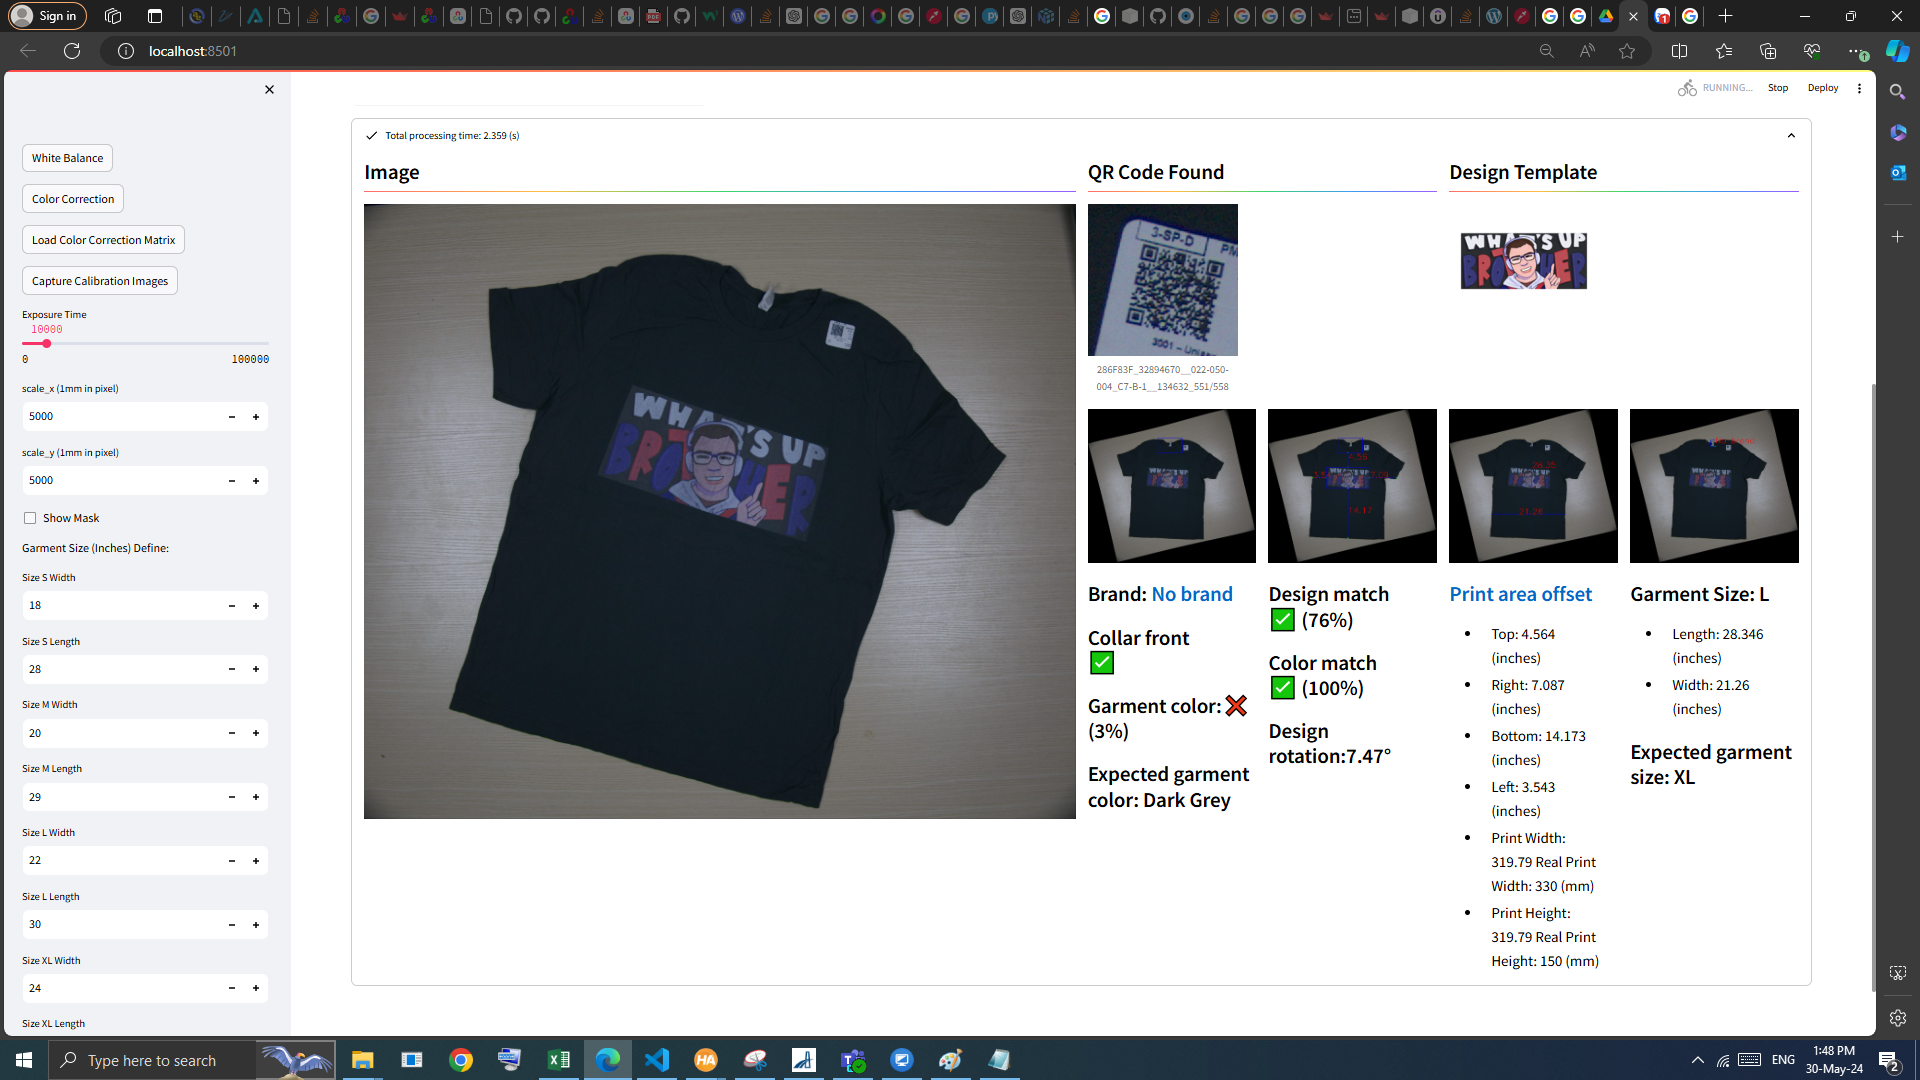 Sign in
localhost:8501
RUNNING...
Stop
Deploy
White Balance
Color Correction
Load Color Correction Matrix
Capture Calibration Images
Exposure Time
10000
0
100000
scale_x (1mm in pixel)
5000
scale_y (1mm in pixel)
5000
Show Mask
Garment Size (Inches) Define:
Size S Width
18
Size S Length
28
Size M Width
20
Size M Length
29
Size L Width
22
Size L Length
30
Size XL Width
24
Size XL Length
Total processing time: 2.359 (s)
Image
WHAT'S UP
BROTHER
QR Code Found
3-SP-D
3001 - Unisex
286F83F_32894670__022-050-
004_C7-B-1__134632_551/558
Design Template
WHAT'S UP
BROTHER
Brand: No brand
Collar front
✅
Garment color: ❌
(3%)
Expected garment
color: Dark Grey
Design match
✅ (76%)
Color match
✅ (100%)
Design
rotation:7.47°
Print area offset
Top: 4.564
(inches)
Right: 7.087
(inches)
Bottom: 14.173
(inches)
Left: 3.543
(inches)
Print Width:
319.79 Real Print
Width: 330 (mm)
Print Height:
319.79 Real Print
Height: 150 (mm)
Garment Size: L
Length: 28.346
(inches)
Width: 21.26
(inches)
Expected garment
size: XL
Type here to search
ENG
1:48 PM
30-May-24
2